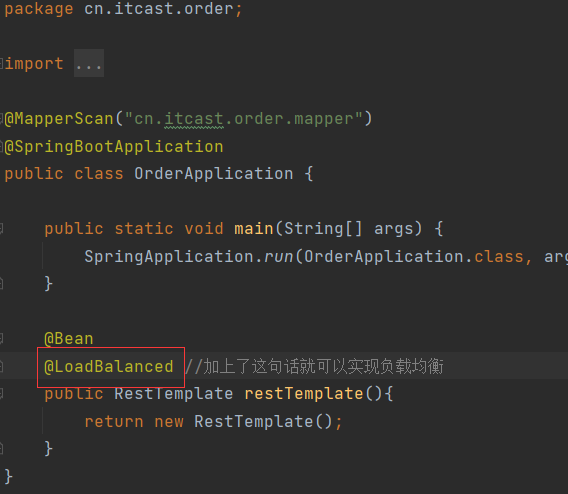 package cn.itcast.order;
import ...
@MapperScan("cn.itcast.order.mapper")
@SpringBootApplication
public class OrderApplication {
public static void main(String[] args) {
SpringApplication.run(OrderApplication.class, arg
}
@Bean
@LoadBalanced //加上了这句话就可以实现负载均衡
public RestTemplate restTemplate(){
return new RestTemplate();
}
}